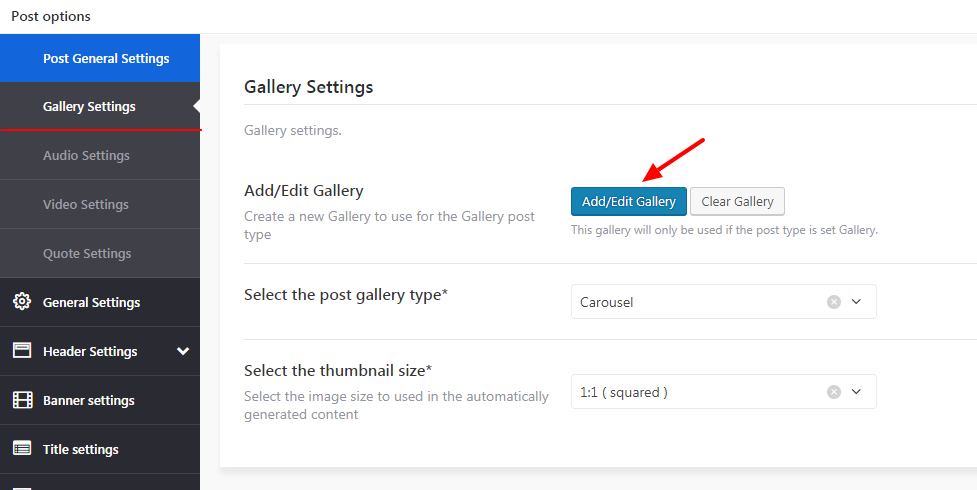 Post options
Post General Settings
Gallery Settings
Audio Settings
Video Settings
Quote Settings
General Settings
Header Settings
Banner settings
Title settings
Gallery Settings
Gallery settings.
Add/Edit Gallery
Create a new Gallery to use for the Gallery post
type
Add/Edit Gallery
Clear Gallery
This gallery will only be used if the post type is set Gallery.
Select the post gallery type*
Carousel
Select the thumbnail size*
Select the image size to used in the automatically
generated content
1:1 ( squared )